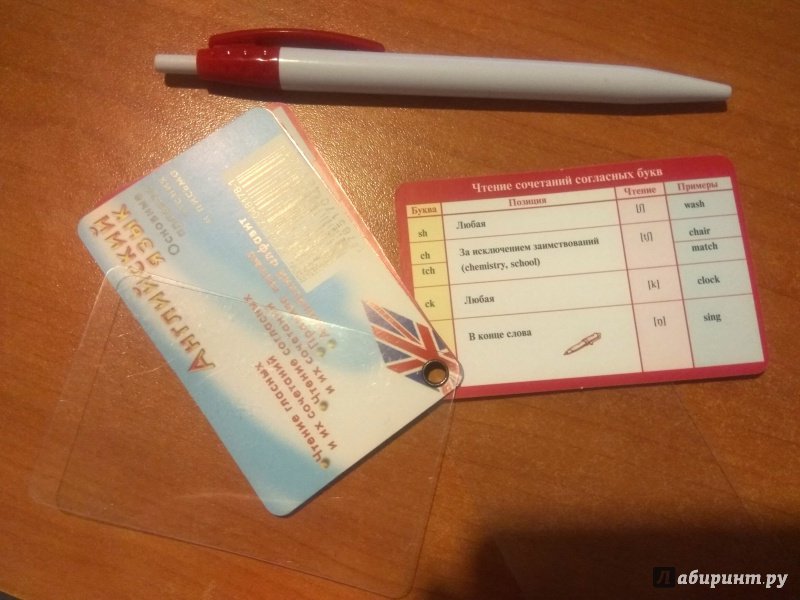 Английский
язык
Основные
Чтение гласных
и их сочетаний
Чтение согласных
и их сочетаний
алфавит
Чтение сочетаний согласных букв
Буква Позиция Чтение Примеры
sh Любая [ʃ] wash
ch За исключением заимствований [tʃ] chair
tch (chemistry, school) match
ck Любая [k] clock
В конце слова [ŋ] sing
Лабиринт.ру